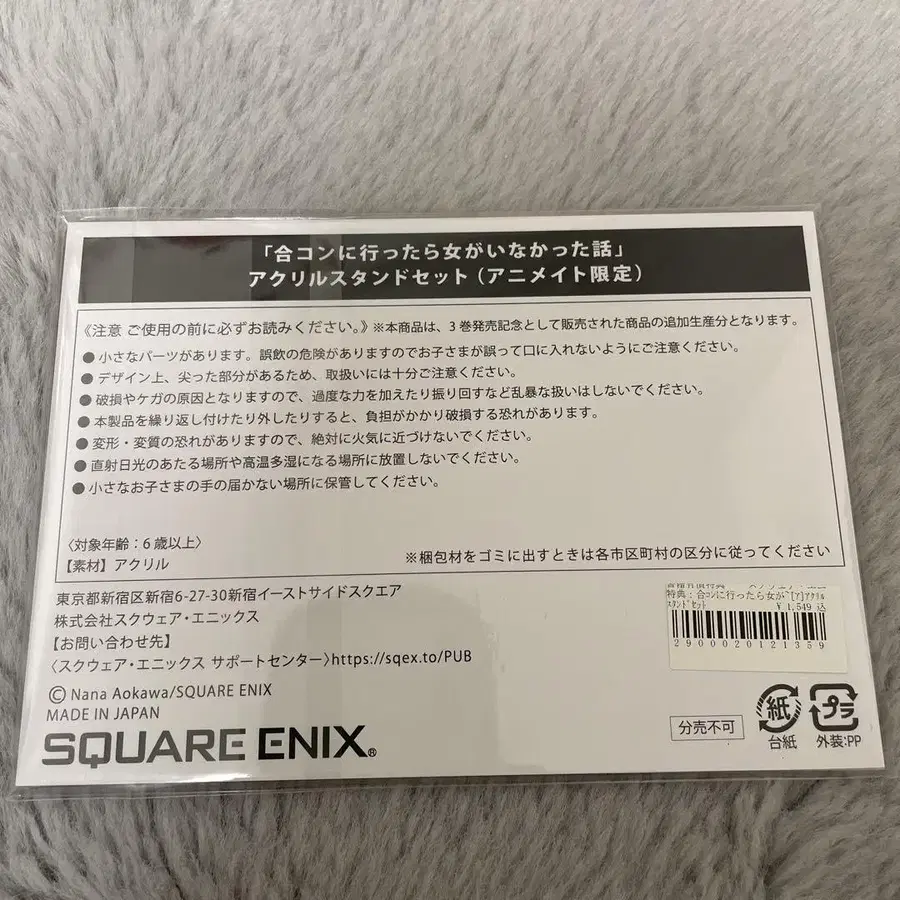 「合コンに行ったら女がいなかった話」
アクリルスタンドセット（アニメイト限定）
《注意 ご使用の前に必ずお読みください。》※本商品は、3巻発売記念として販売された商品の追加生産分となります。
●小さなパーツがあります。誤飲の危険がありますのでお子さまが誤って口に入れないようにご注意ください。
●デザイン上、尖った部分があるため、取扱いには十分ご注意ください。
●破損やケガの原因となりますので、過度な力を加えたり振り回すなど乱暴な扱いはしないでください。
●本製品を繰り返し付けたり外したりすると、負担がかかり破損する恐れがあります。
●変形・変質の恐れがありますので、絶対に火気に近づけないでください。
●直射日光のあたる場所や高温多湿になる場所に放置しないでください。
●小さなお子さまの手の届かない場所に保管してください。
〈対象年齢：6歳以上〉
【素材】アクリル
※梱包材をゴミに出すときは各市区町村の区分に従ってください
東京都新宿区新宿6-27-30新宿イーストサイドスクエア
株式会社スクウェア・エニックス
【お問い合わせ先】
〈スクウェア・エニックス サポートセンター〉https://sqex.to/PUB
特典：合コンに行ったら女が [ア]アクリル
スタンドセット
¥ 1,549 込
2900020121359
© Nana Aokawa/SQUARE ENIX
MADE IN JAPAN
SQUARE ENIX®
分売不可
紙
台紙
プラ
外装:PP